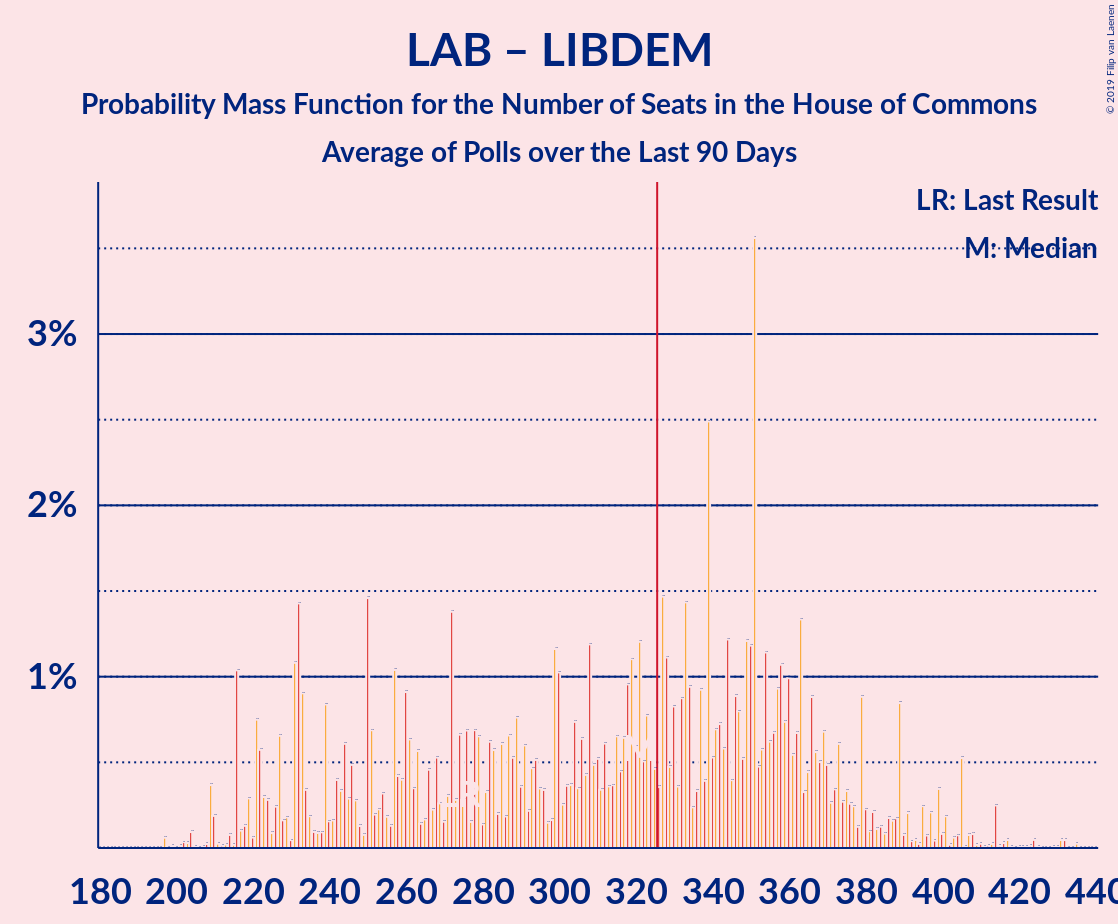 LAB – LIBDEM
Probability Mass Function for the Number of Seats in the House of Commons
Average of Polls over the Last 90 Days
© 2019 Filip van Laenen
LR: Last Result
M: Median
3%
2%
1%
LR
M
180 200 220 240 260 280 300 320 340 360 380 400 420 440